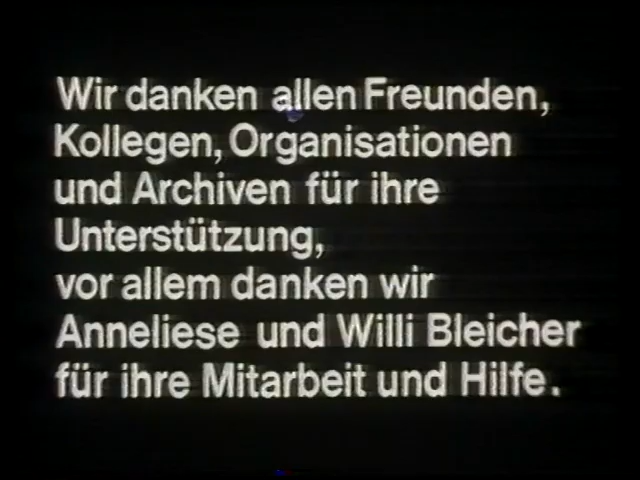 Wir danken allen Freunden,
Kollegen, Organisationen
und Archiven für ihre
Unterstützung,
vor allem danken wir
Anneliese und Willi Bleicher
für ihre Mitarbeit und Hilfe.